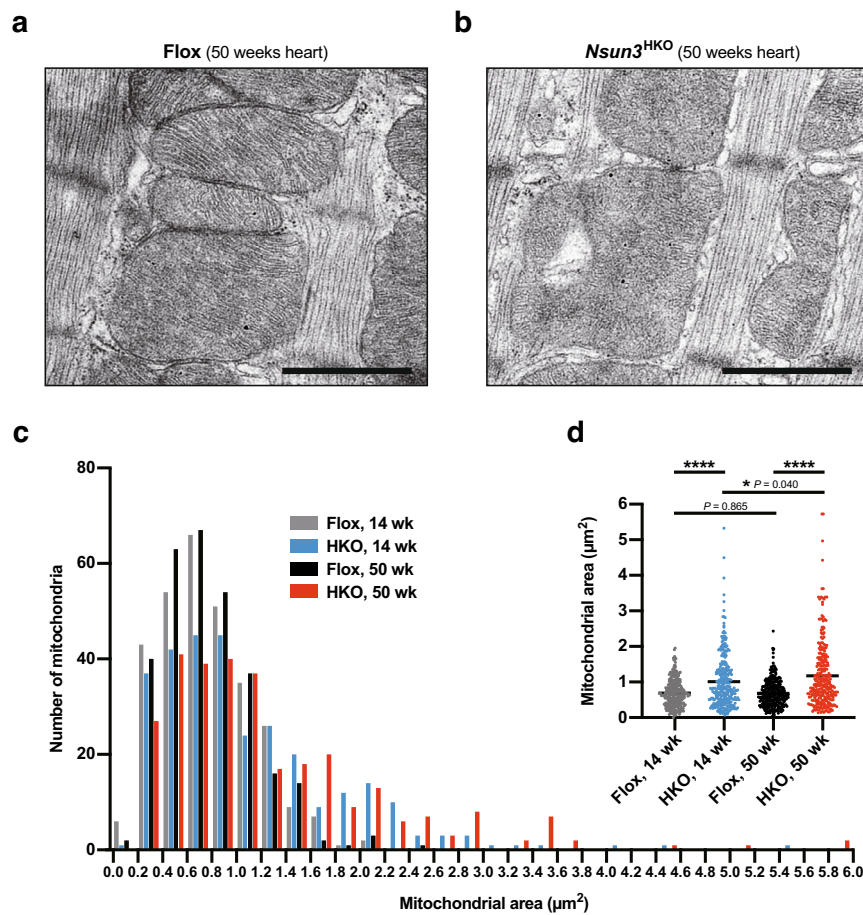 a
b
Flox (50 weeks heart)
Nsun3HKO (50 weeks heart)
c
d
80
60
40
20
0
Number of mitochondria
Flox, 14 wk
HKO, 14 wk
Flox, 50 wk
HKO, 50 wk
0.0 0.2 0.4 0.6 0.8 1.0 1.2 1.4 1.6 1.8 2.0 2.2 2.4 2.6 2.8 3.0 3.2 3.4 3.6 3.8 4.0 4.2 4.4 4.6 4.8 5.0 5.2 5.4 5.6 5.8 6.0
Mitochondrial area (µm²)
**** ****
* P = 0.040
P = 0.865
6
5
4
3
2
1
0
Mitochondrial area (µm²)
Flox, 14 wk
HKO, 14 wk
Flox, 50 wk
HKO, 50 wk